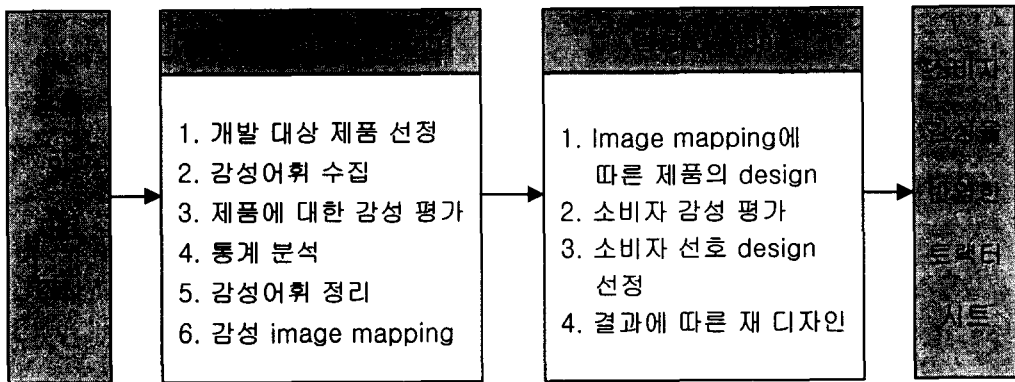 1. 개발 대상 제품 선정
2. 감성어휘 수집
3. 제품에 대한 감성 평가
4. 통계 분석
5. 감성어휘 정리
6. 감성 image mapping
1. Image mapping에
따른 제품의 design
2. 소비자 감성 평가
3. 소비자 선호 design
선정
4. 결과에 따른 재 디자인
소비자
트랙터
시트